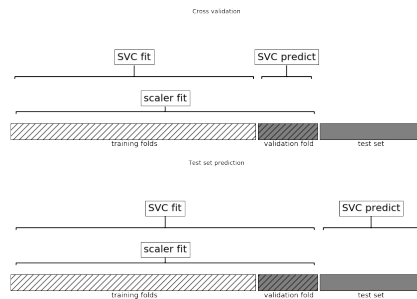 Cross validation
SVC fit
SVC predict
scaler fit
training folds
validation fold
test set
Test set prediction
SVC fit
SVC predict
scaler fit
training folds
validation fold
test set